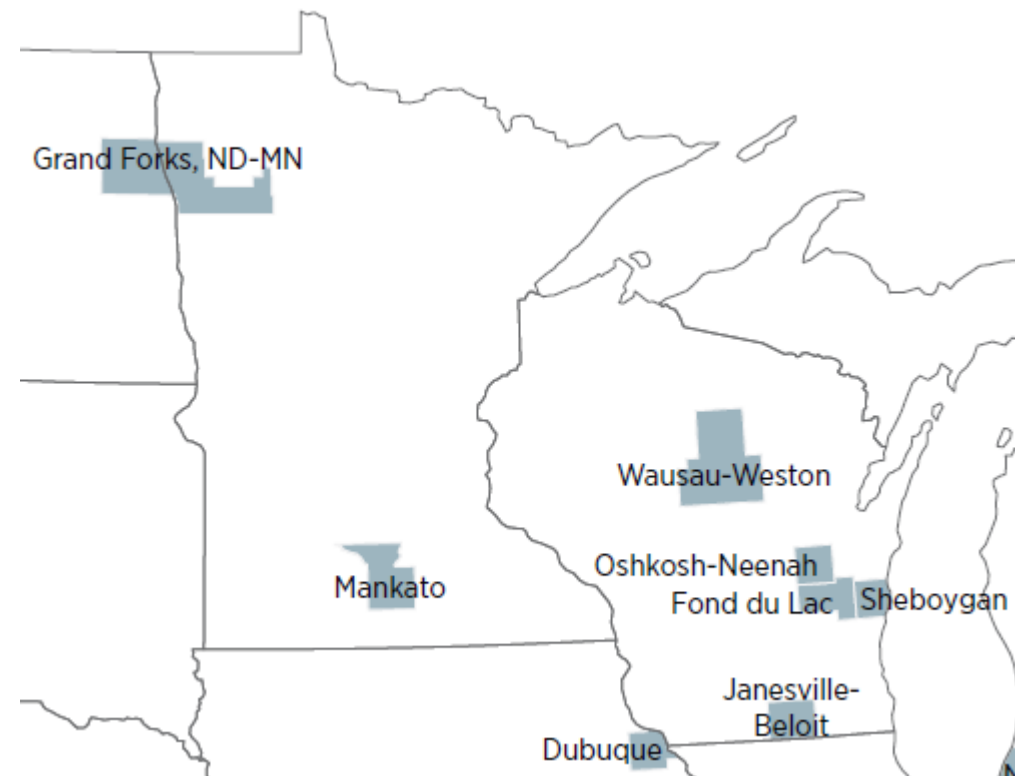 Grand Forks, ND-MN
Wausau-Weston
Oshkosh-Neenah
Mankato
Fond du Lac
Sheboygan
Janesville-
Beloit
Dubuque